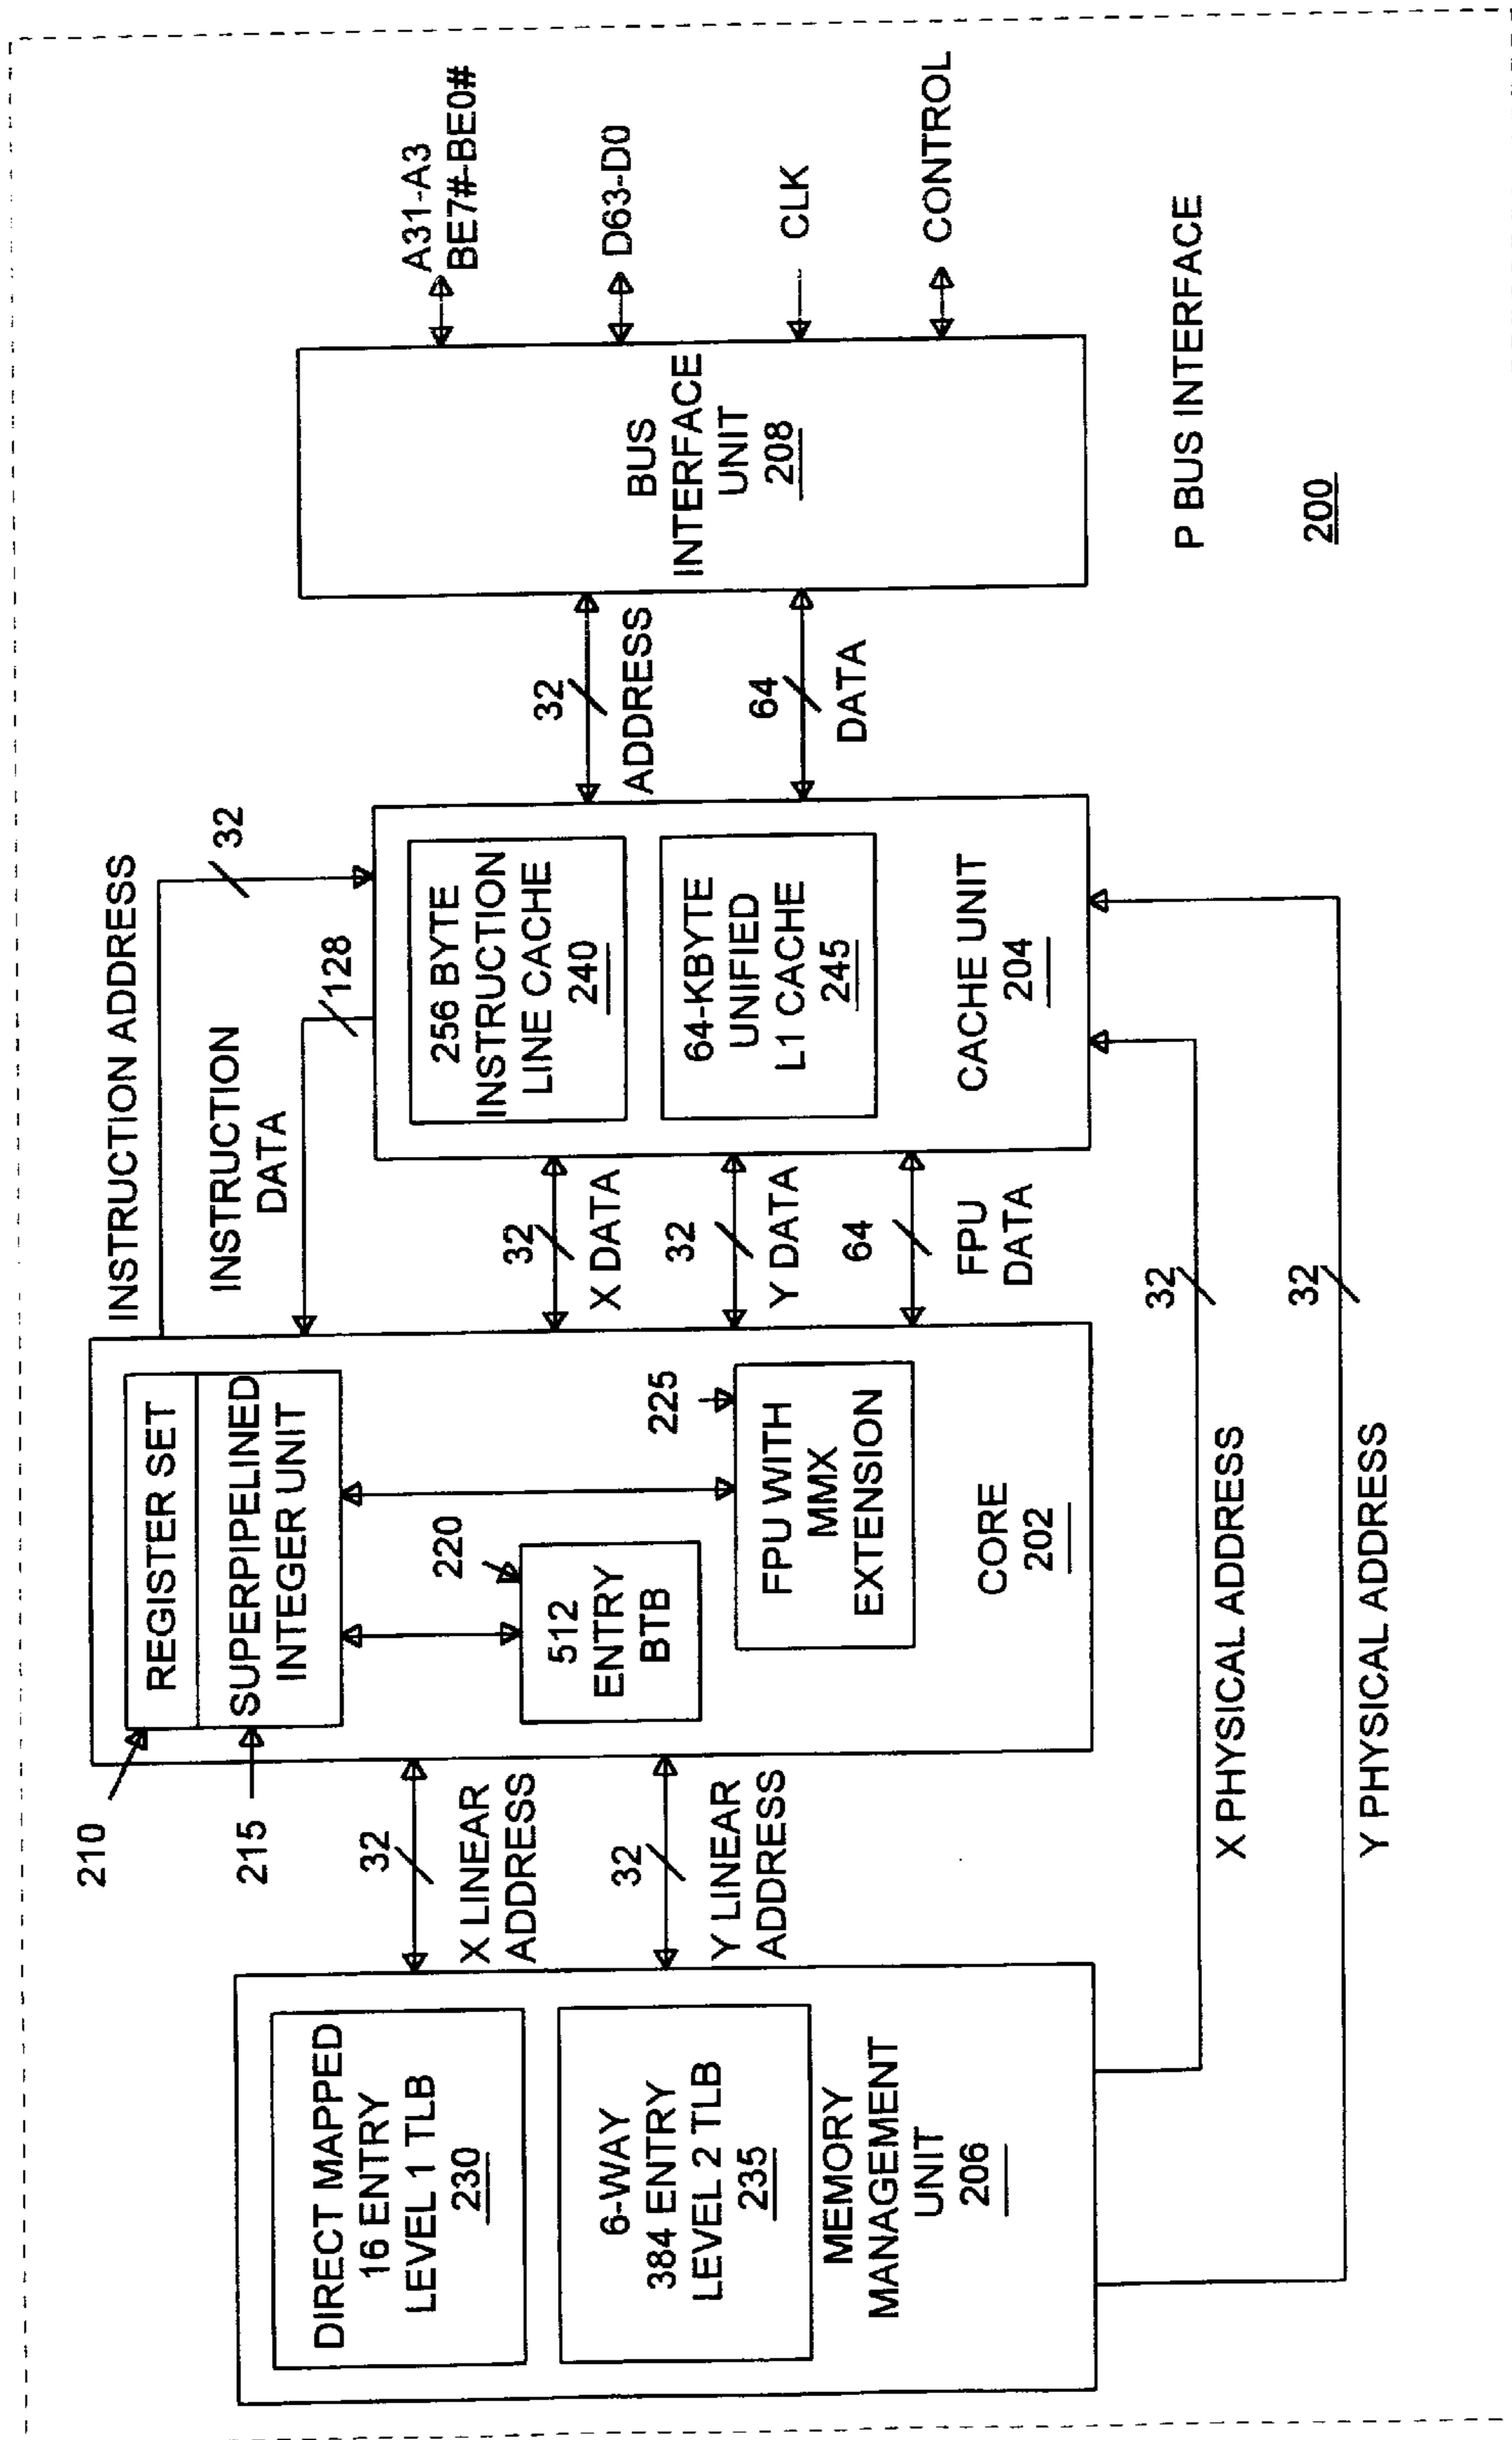 INSTRUCTION ADDRESS
32
INSTRUCTION
DATA
128
210
215
REGISTER SET
SUPERPIPELINED
INTEGER UNIT
220
512
ENTRY
BTB
225
FPU WITH
MMX
EXTENSION
CORE
202
DIRECT MAPPED
16 ENTRY
LEVEL 1 TLB
230
6-WAY
384 ENTRY
LEVEL 2 TLB
235
MEMORY
MANAGEMENT
UNIT
206
32
X LINEAR
ADDRESS
32
Y LINEAR
ADDRESS
32
X DATA
32
Y DATA
64
FPU
DATA
256 BYTE
INSTRUCTION
LINE CACHE
240
64-KBYTE
UNIFIED
L1 CACHE
245
CACHE UNIT
204
32
ADDRESS
64
DATA
BUS
INTERFACE
UNIT
208
A31-A3
BE7#-BE0#
D63-D0
CLK
CONTROL
32
X PHYSICAL ADDRESS
32
Y PHYSICAL ADDRESS
P BUS INTERFACE
200